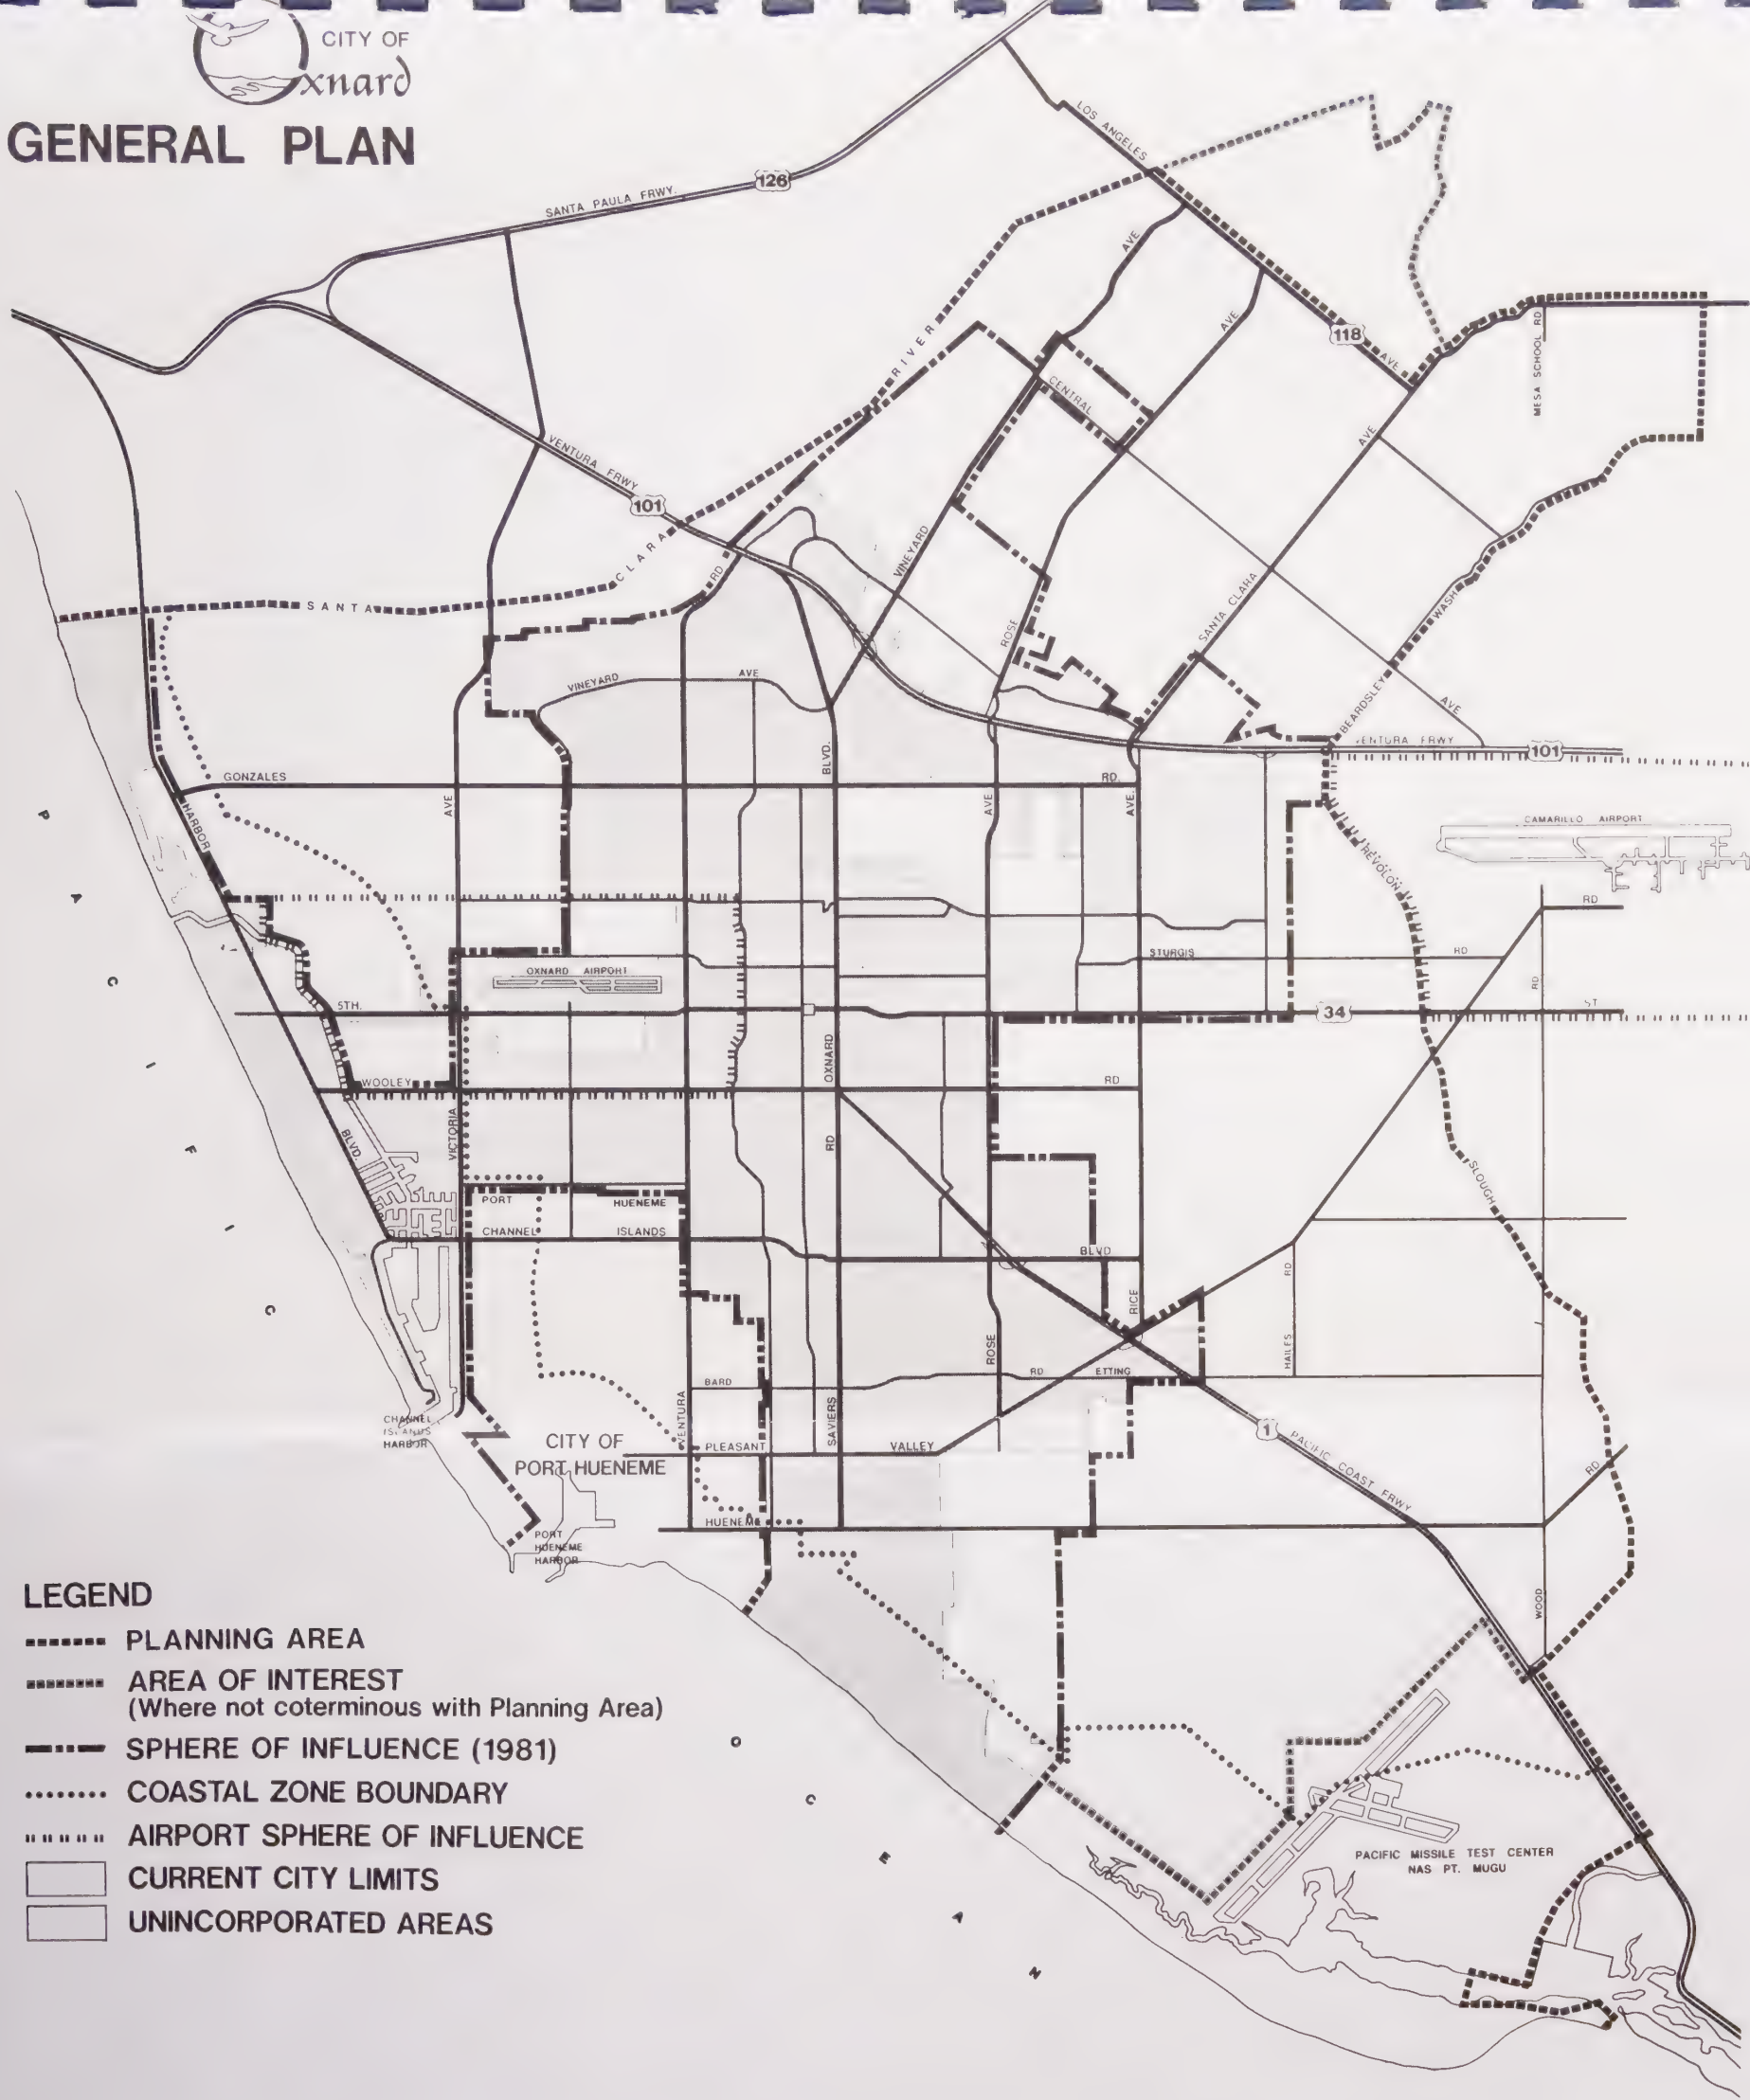 CITY OF
Oxnard
GENERAL PLAN
LOS ANGELES
126
SANTA PAULA FRWY.
AVE
AVE
118
AVE
MESA SCHOOL RD
RIVER
CENTRAL
AVE
VENTURA FRWY
101
CLARA
SANTA
RD
VINEYARD
SANTA CLARA
WASH
ROSE
VINEYARD AVE
BEARDSLEY
AVE
VENTURA FRWY
101
BLVD.
GONZALES
RD.
AVE
AVE
AVE.
HARBOR
CAMARILLO AIRPORT
REVOLON
RD
STURGIS
RD
OXNARD AIRPORT
RD
5TH.
34
ST
OXNARD
WOOLEY
RD
VICTORIA
BLVD.
RD
SLOUGH
PORT HUENEME
CHANNEL ISLANDS
BLVD
RD
RICE
ROSE
HAILES
BARD
RD
ETTING
VENTURA
SAVIERS
CHANNEL
ISLANDS
HARBOR
CITY OF
PORT HUENEME
PLEASANT
VALLEY
1
PACIFIC COAST FRWY
RD
HUENEME
PORT
HUENEME
HARBOR
WOOD
PACIFIC
OCEAN
PACIFIC MISSILE TEST CENTER
NAS PT. MUGU
LEGEND
PLANNING AREA
AREA OF INTEREST
(Where not coterminous with Planning Area)
SPHERE OF INFLUENCE (1981)
COASTAL ZONE BOUNDARY
AIRPORT SPHERE OF INFLUENCE
CURRENT CITY LIMITS
UNINCORPORATED AREAS